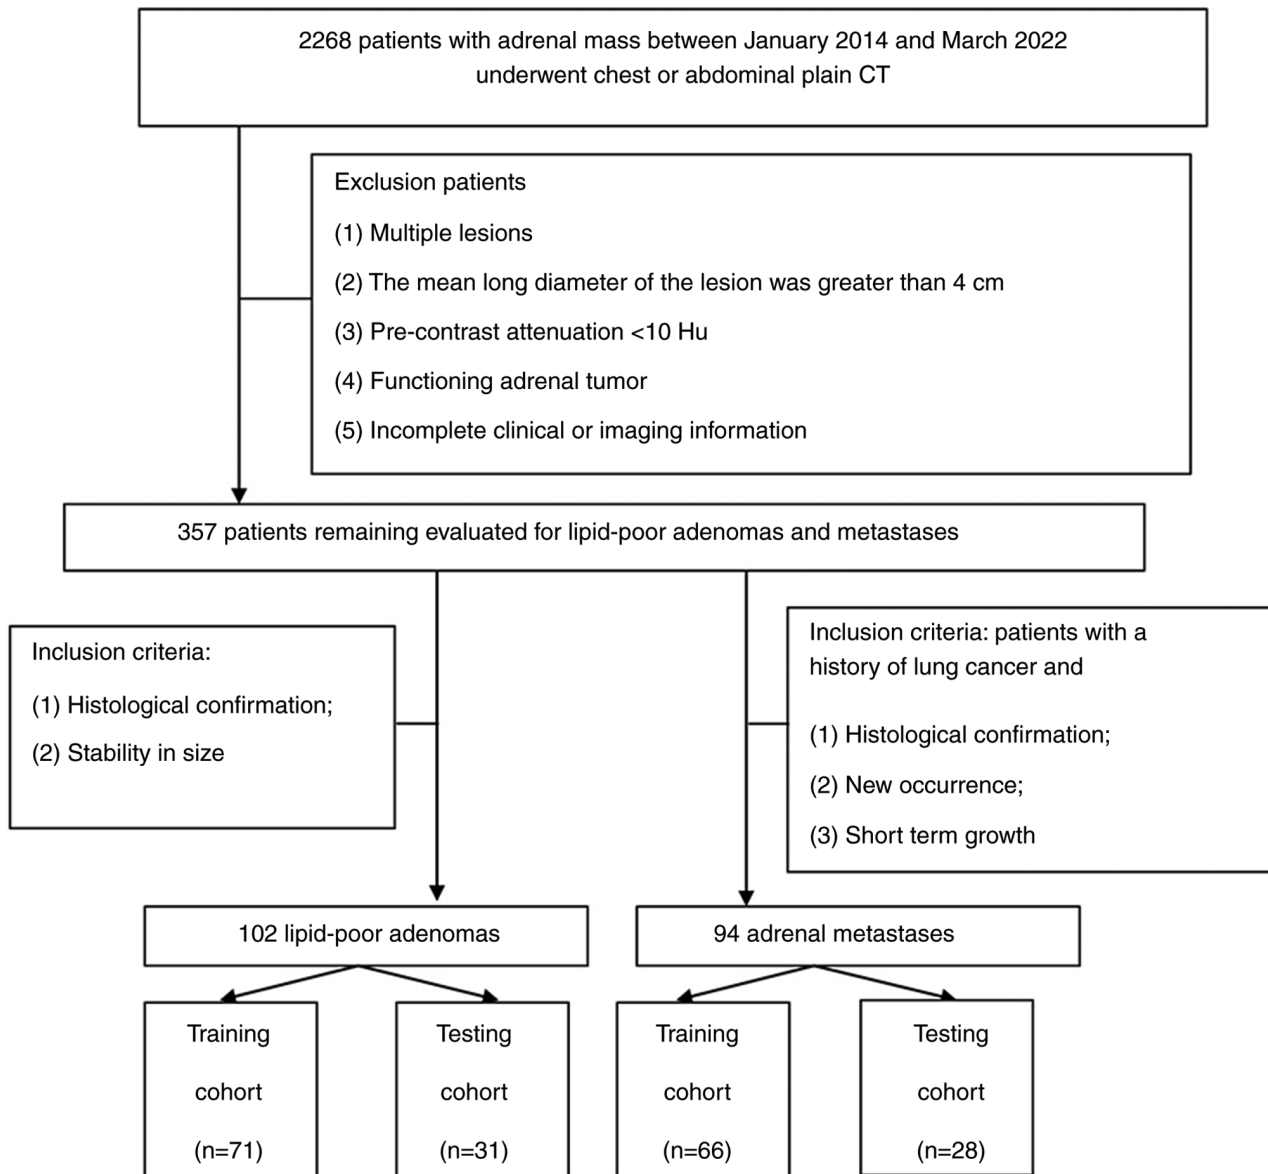 2268 patients with adrenal mass between January 2014 and March 2022
underwent chest or abdominal plain CT
Exclusion patients
(1) Multiple lesions
(2) The mean long diameter of the lesion was greater than 4 cm
(3) Pre-contrast attenuation <10 Hu
(4) Functioning adrenal tumor
(5) Incomplete clinical or imaging information
357 patients remaining evaluated for lipid-poor adenomas and metastases
Inclusion criteria:
(1) Histological confirmation;
(2) Stability in size
Inclusion criteria: patients with a
history of lung cancer and
(1) Histological confirmation;
(2) New occurrence;
(3) Short term growth
102 lipid-poor adenomas
94 adrenal metastases
Training
cohort
(n=71)
Testing
cohort
(n=31)
Training
cohort
(n=66)
Testing
cohort
(n=28)